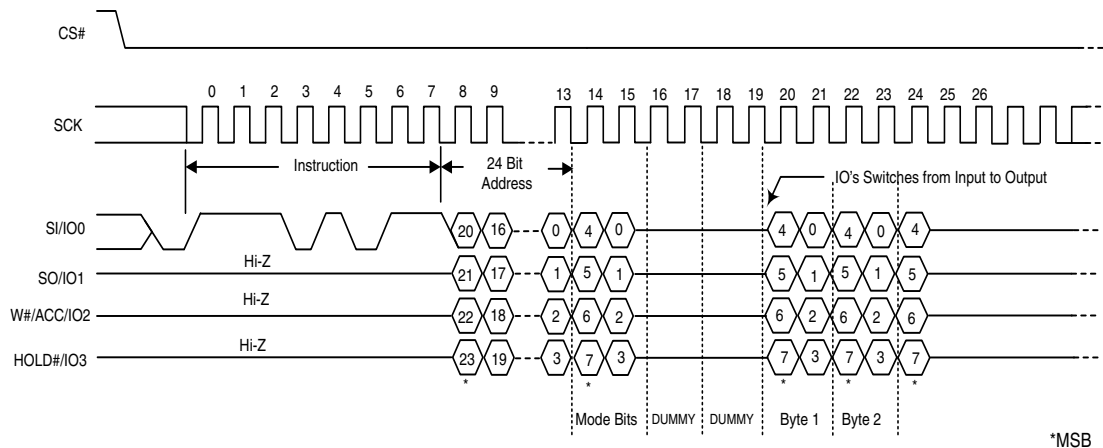 CS#
0 1 2 3 4 5 6 7 8 9 13 14 15 16 17 18 19 20 21 22 23 24 25 26
SCK
Instruction
24 Bit
Address
IO's Switches from Input to Output
SI/IO0
20 16 0 4 0 4 0 4 0 4
Hi-Z
SO/IO1
21 17 1 5 1 5 1 5 1 5
Hi-Z
W#/ACC/IO2
22 18 2 6 2 6 2 6 2 6
Hi-Z
HOLD#/IO3
23 19 3 7 3 7 3 7 3 7
* * * * *
Mode Bits DUMMY DUMMY Byte 1 Byte 2
*MSB